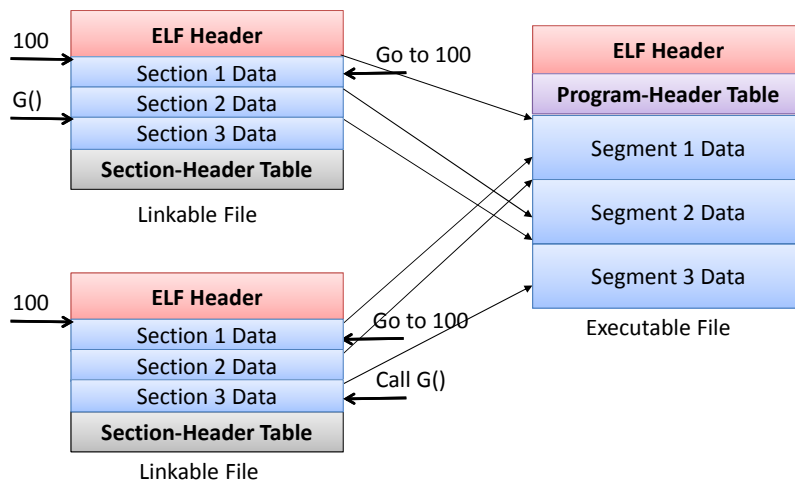 100
G()
ELF Header
Section 1 Data
Section 2 Data
Section 3 Data
Section-Header Table
Go to 100
Linkable File
100
ELF Header
Section 1 Data
Section 2 Data
Section 3 Data
Section-Header Table
Go to 100
Call G()
Linkable File
ELF Header
Program-Header Table
Segment 1 Data
Segment 2 Data
Segment 3 Data
Executable File